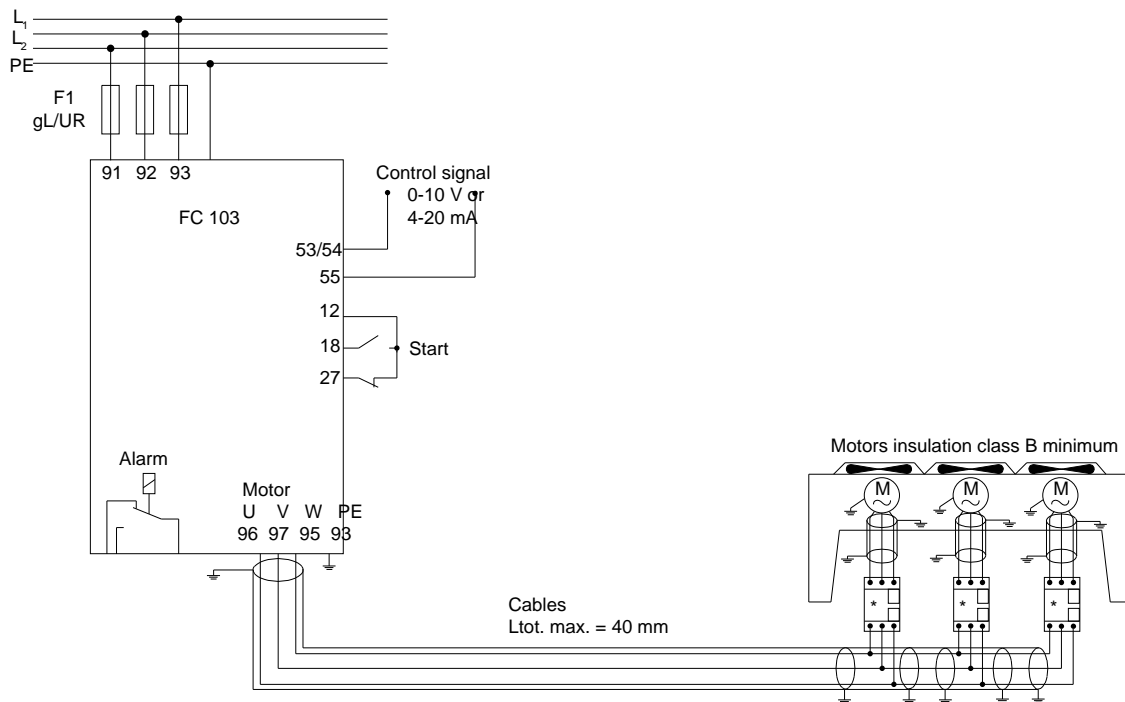 L1
L2
PE
F1
gL/UR
91 92 93
FC 103
Control signal
0-10 V or
4-20 mA
53/54
55
12
18
Start
27
Alarm
Motor
U V W PE
96 97 95 93
Motors insulation class B minimum
M M M
* * *
Cables
Ltot. max. = 40 mm